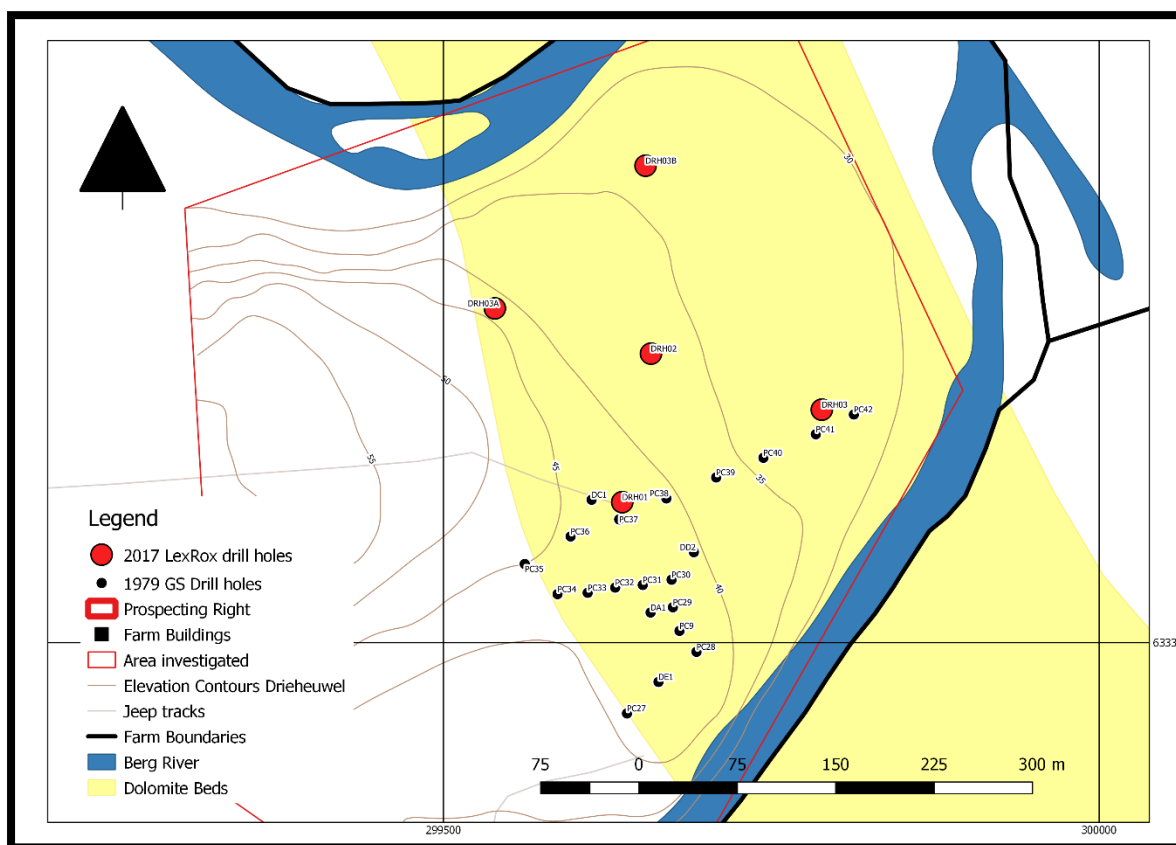 DRH03B
30
DRH03A
DRH02
50
DRH03
PC42
PC41
45
55
PC40
PC39
35
DC1
DRH01
PC38
PC37
PC36
DD2
PC35
PC30
PC31
PC32
PC33
PC34
40
PC29
DA1
PC9
PC28
6333
DE1
PC27
Legend
2017 LexRox drill holes
1979 GS Drill holes
Prospecting Right
Farm Buildings
Area investigated
Elevation Contours Drieheuwel
Jeep tracks
Farm Boundaries
Berg River
Dolomite Beds
75 0 75 150 225 300 m
299500 300000